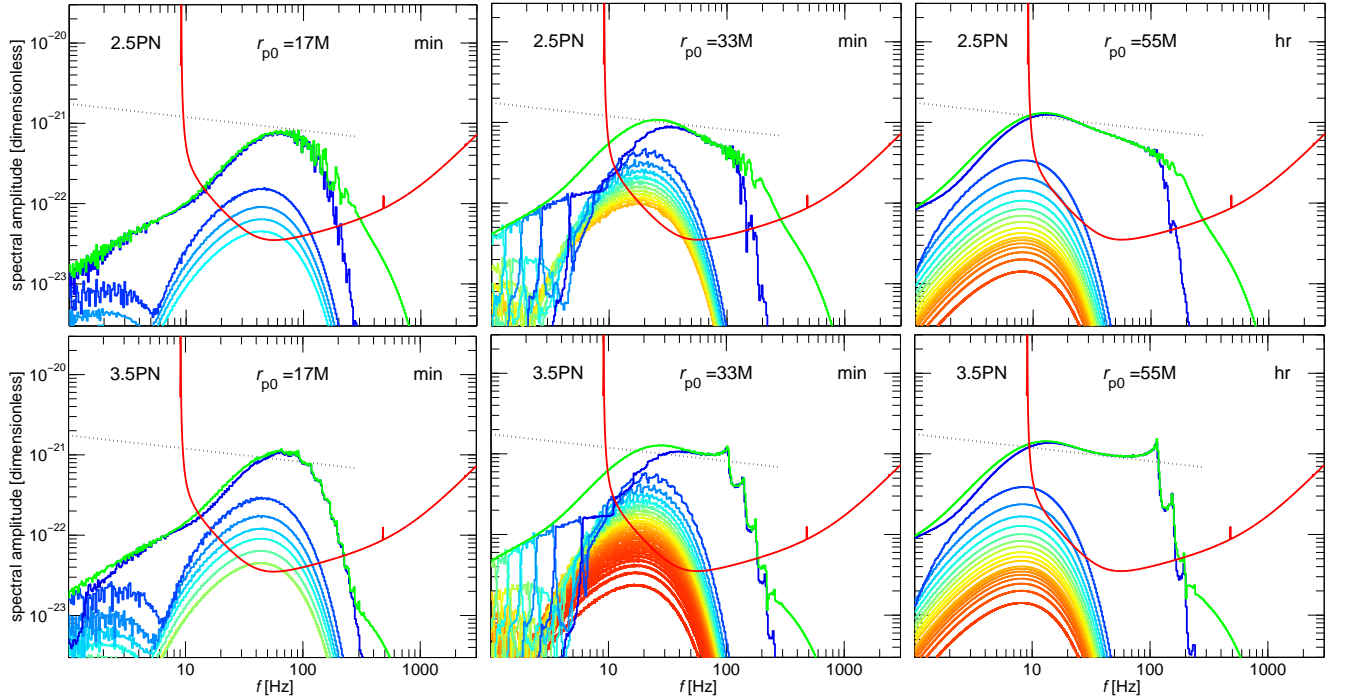 2.5PN r_p0 =17M min
2.5PN r_p0 =33M min
2.5PN r_p0 =55M hr
spectral amplitude [dimensionless]
10^-20
10^-21
10^-22
10^-23
3.5PN r_p0 =17M min
3.5PN r_p0 =33M min
3.5PN r_p0 =55M hr
spectral amplitude [dimensionless]
10^-20
10^-21
10^-22
10^-23
10 100 1000
10 100 1000
10 100 1000
f [Hz]
f [Hz]
f [Hz]